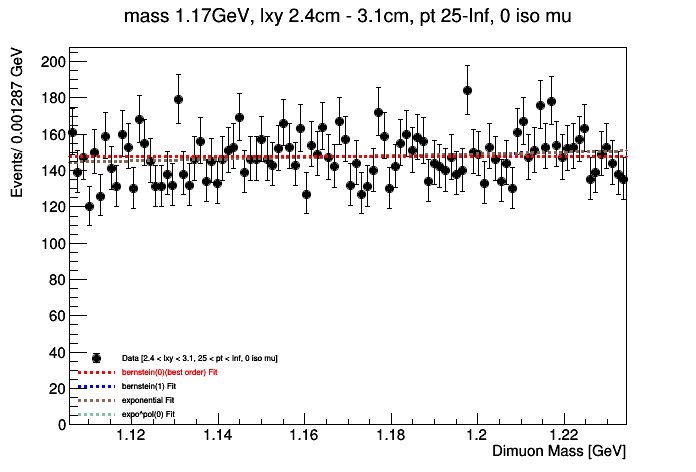 mass 1.17GeV, lxy 2.4cm - 3.1cm, pt 25-Inf, 0 iso mu
Events/ 0.001287 GeV
200
180
160
140
120
100
80
60
40
20
0
Data [2.4 < lxy < 3.1, 25 < pt < Inf, 0 iso mu]
bernstein(0)(best order) Fit
bernstein(1) Fit
exponential Fit
expo*pol(0) Fit
1.12 1.14 1.16 1.18 1.2 1.22
Dimuon Mass [GeV]